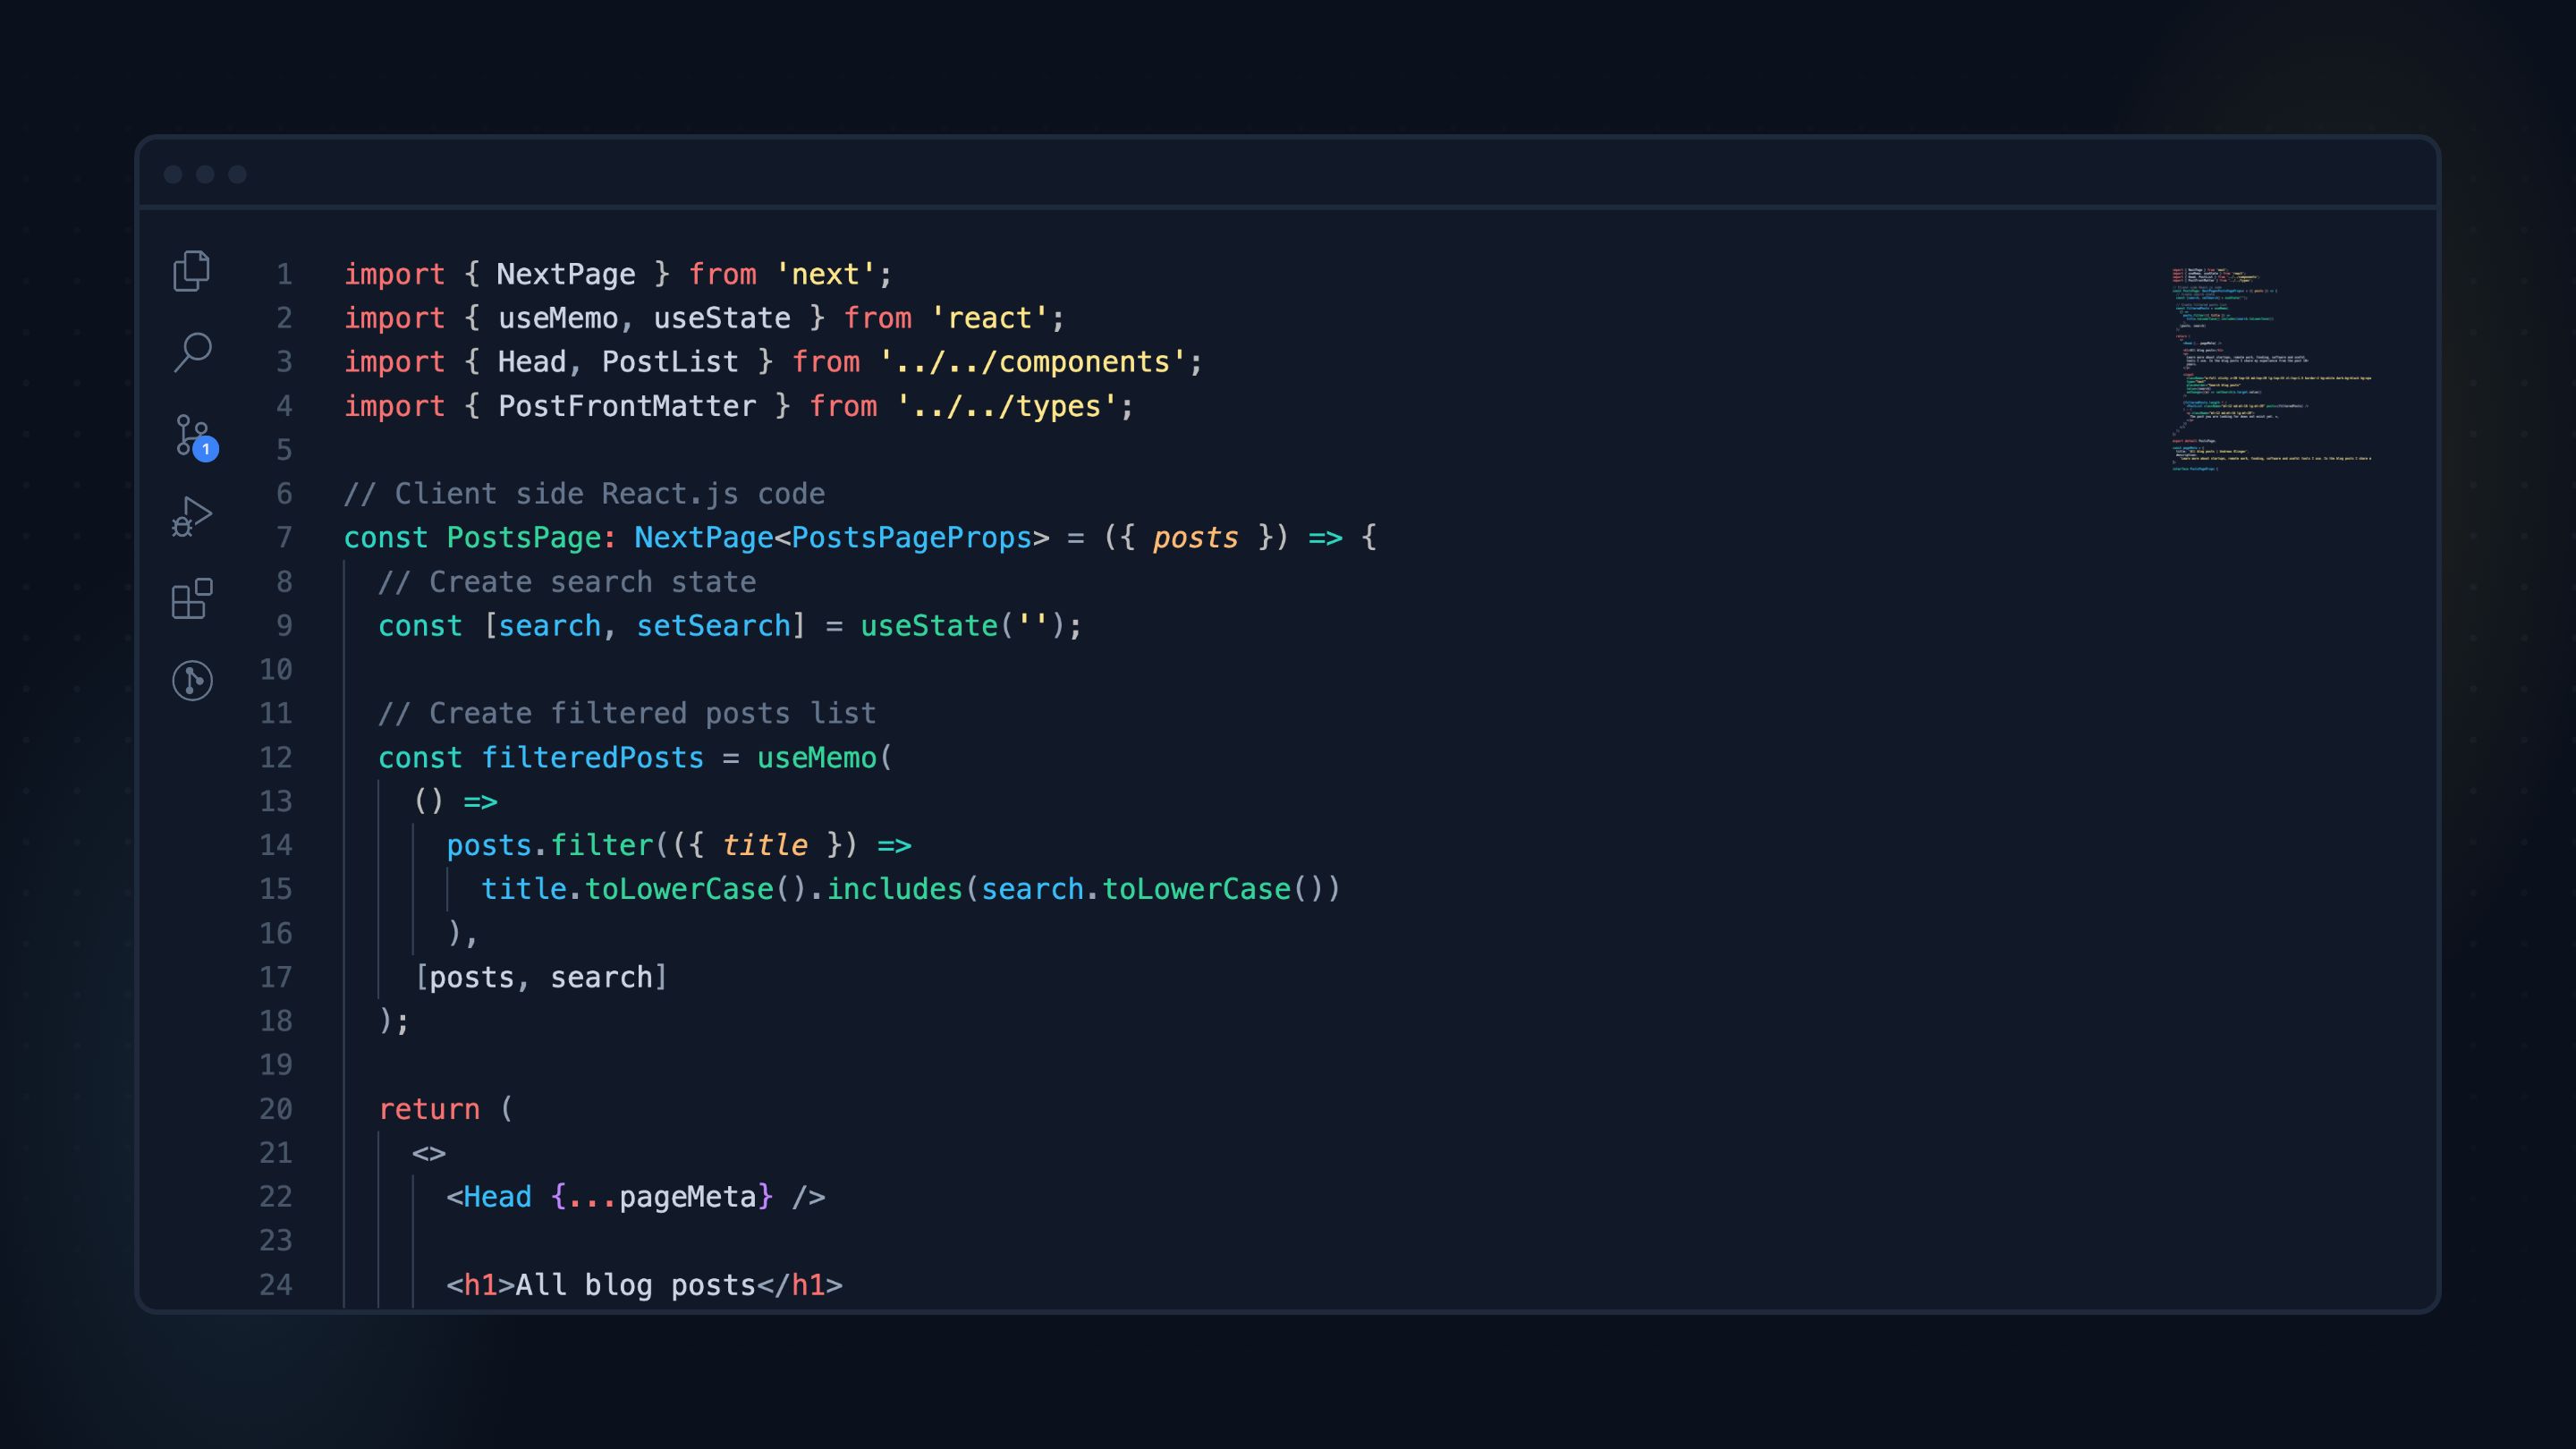 1 import { NextPage } from 'next';
2 import { useMemo, useState } from 'react';
3 import { Head, PostList } from '../../components';
4 import { PostFrontMatter } from '../../types';
5
6 // Client side React.js code
7 const PostsPage: NextPage<PostsPageProps> = ({ posts }) => {
8 // Create search state
9 const [search, setSearch] = useState('');
10
11 // Create filtered posts list
12 const filteredPosts = useMemo(
13 () =>
14 posts.filter(({ title }) =>
15 title.toLowerCase().includes(search.toLowerCase())
16 ),
17 [posts, search]
18 );
19
20 return (
21 <>
22 <Head {...pageMeta} />
23
24 <h1>All blog posts</h1>
1